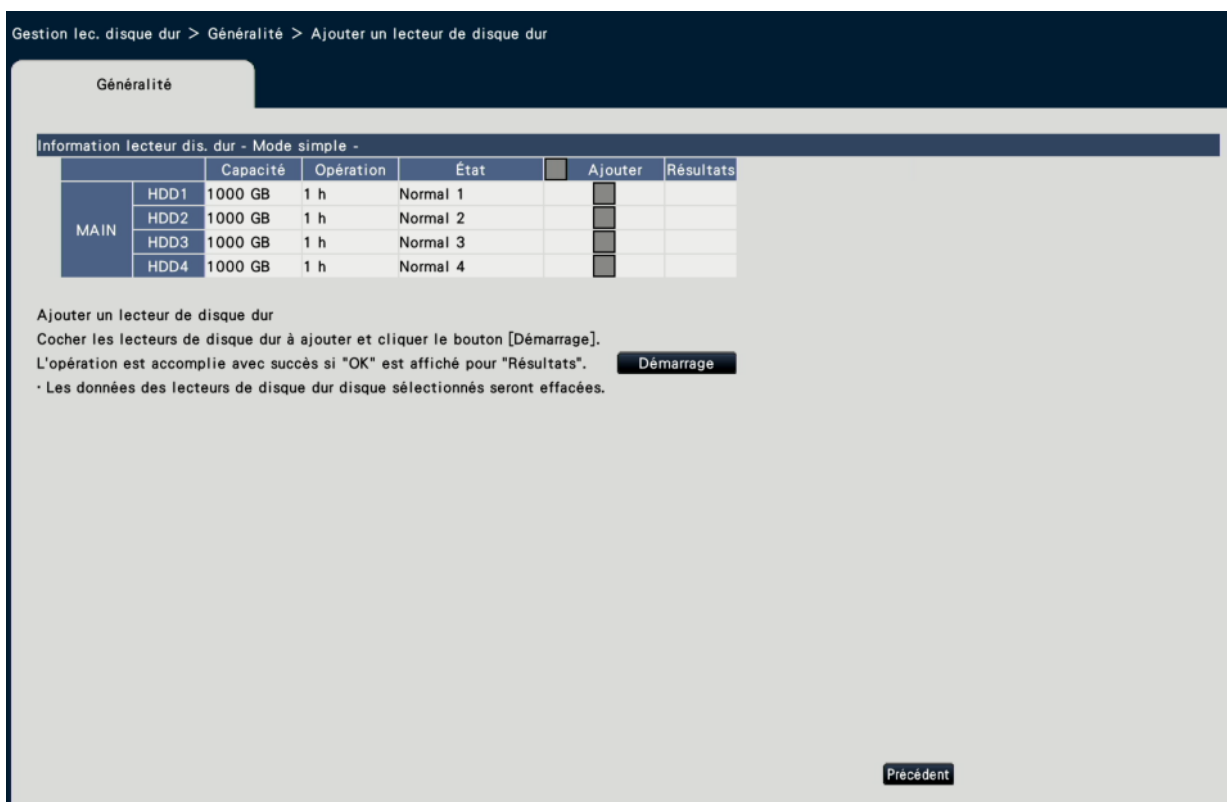 Gestion lec. disque dur > Généralité > Ajouter un lecteur de disque dur
Généralité
Information lecteur dis. dur - Mode simple -
Capacité Opération État Ajouter Résultats
MAIN
HDD1 1000 GB 1 h Normal 1
HDD2 1000 GB 1 h Normal 2
HDD3 1000 GB 1 h Normal 3
HDD4 1000 GB 1 h Normal 4
Ajouter un lecteur de disque dur
Cocher les lecteurs de disque dur à ajouter et cliquer le bouton [Démarrage].
L'opération est accomplie avec succès si "OK" est affiché pour "Résultats". Démarrage
· Les données des lecteurs de disque dur disque sélectionnés seront effacées.
Précédent